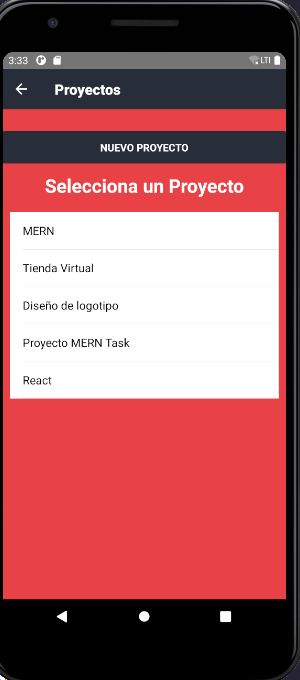 3:33 LTE
Proyectos
NUEVO PROYECTO
Selecciona un Proyecto
MERN
Tienda Virtual
Diseño de logotipo
Proyecto MERN Task
React